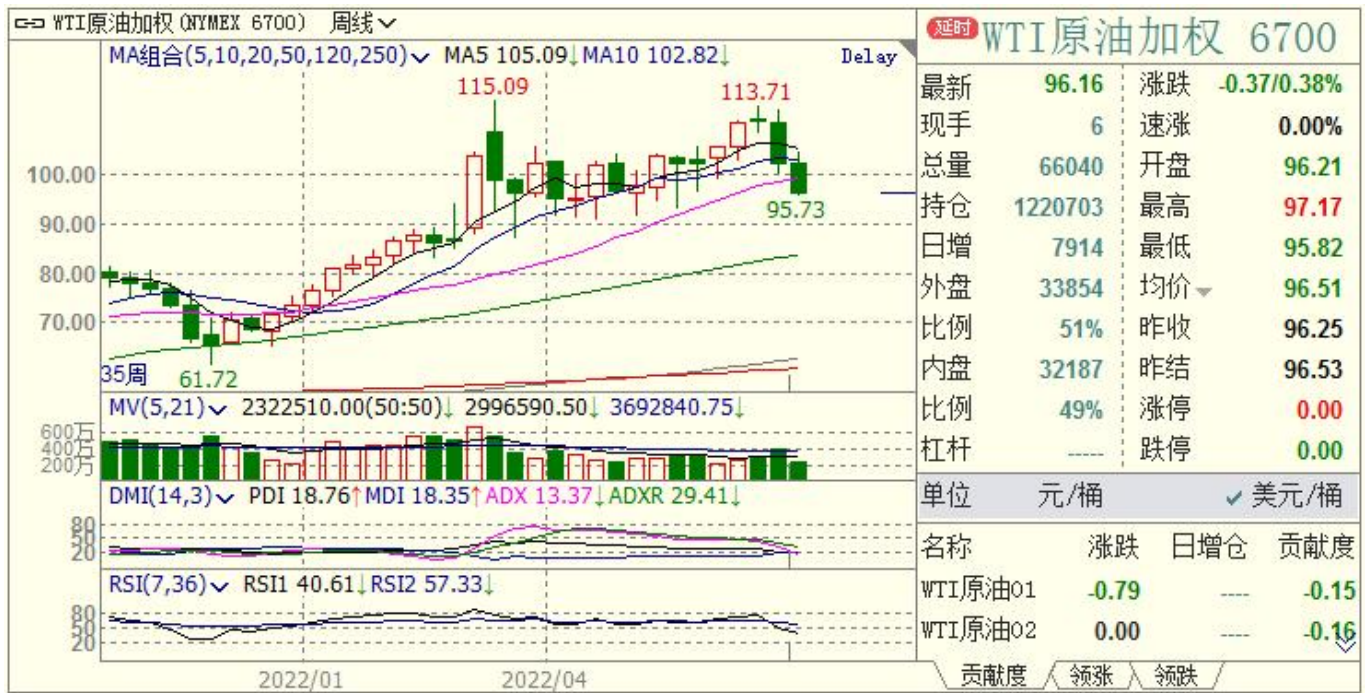 WTI原油加权(NYMEX 6700) 周线
MA组合(5,10,20,50,120,250) MA5 105.09↓MA10 102.82↓ Delay
115.09
113.71
100.00
95.73
90.00
80.00
70.00
35周
61.72
MV(5,21) 2322510.00(50:50)↓ 2996590.50↓ 3692840.75↓
600万
400万
200万
DMI(14,3) PDI 18.76↑MDI 18.35↑ADX 13.37↓ADXR 29.41↓
80
50
20
RSI(7,36) RSI1 40.61↓RSI2 57.33↓
80
50
20
2022/01 2022/04
延时 WTI原油加权 6700
最新 96.16 涨跌 -0.37/0.38%
现手 6 速涨 0.00%
总量 66040 开盘 96.21
持仓 1220703 最高 97.17
日增 7914 最低 95.82
外盘 33854 均价 96.51
比例 51% 昨收 96.25
内盘 32187 昨结 96.53
比例 49% 涨停 0.00
杠杆 ----- 跌停 0.00
单位 元/桶 ✓ 美元/桶
名称 涨跌 日增仓 贡献度
WTI原油01 -0.79 ---- -0.15
WTI原油02 0.00 ---- -0.16
贡献度 领涨 领跌